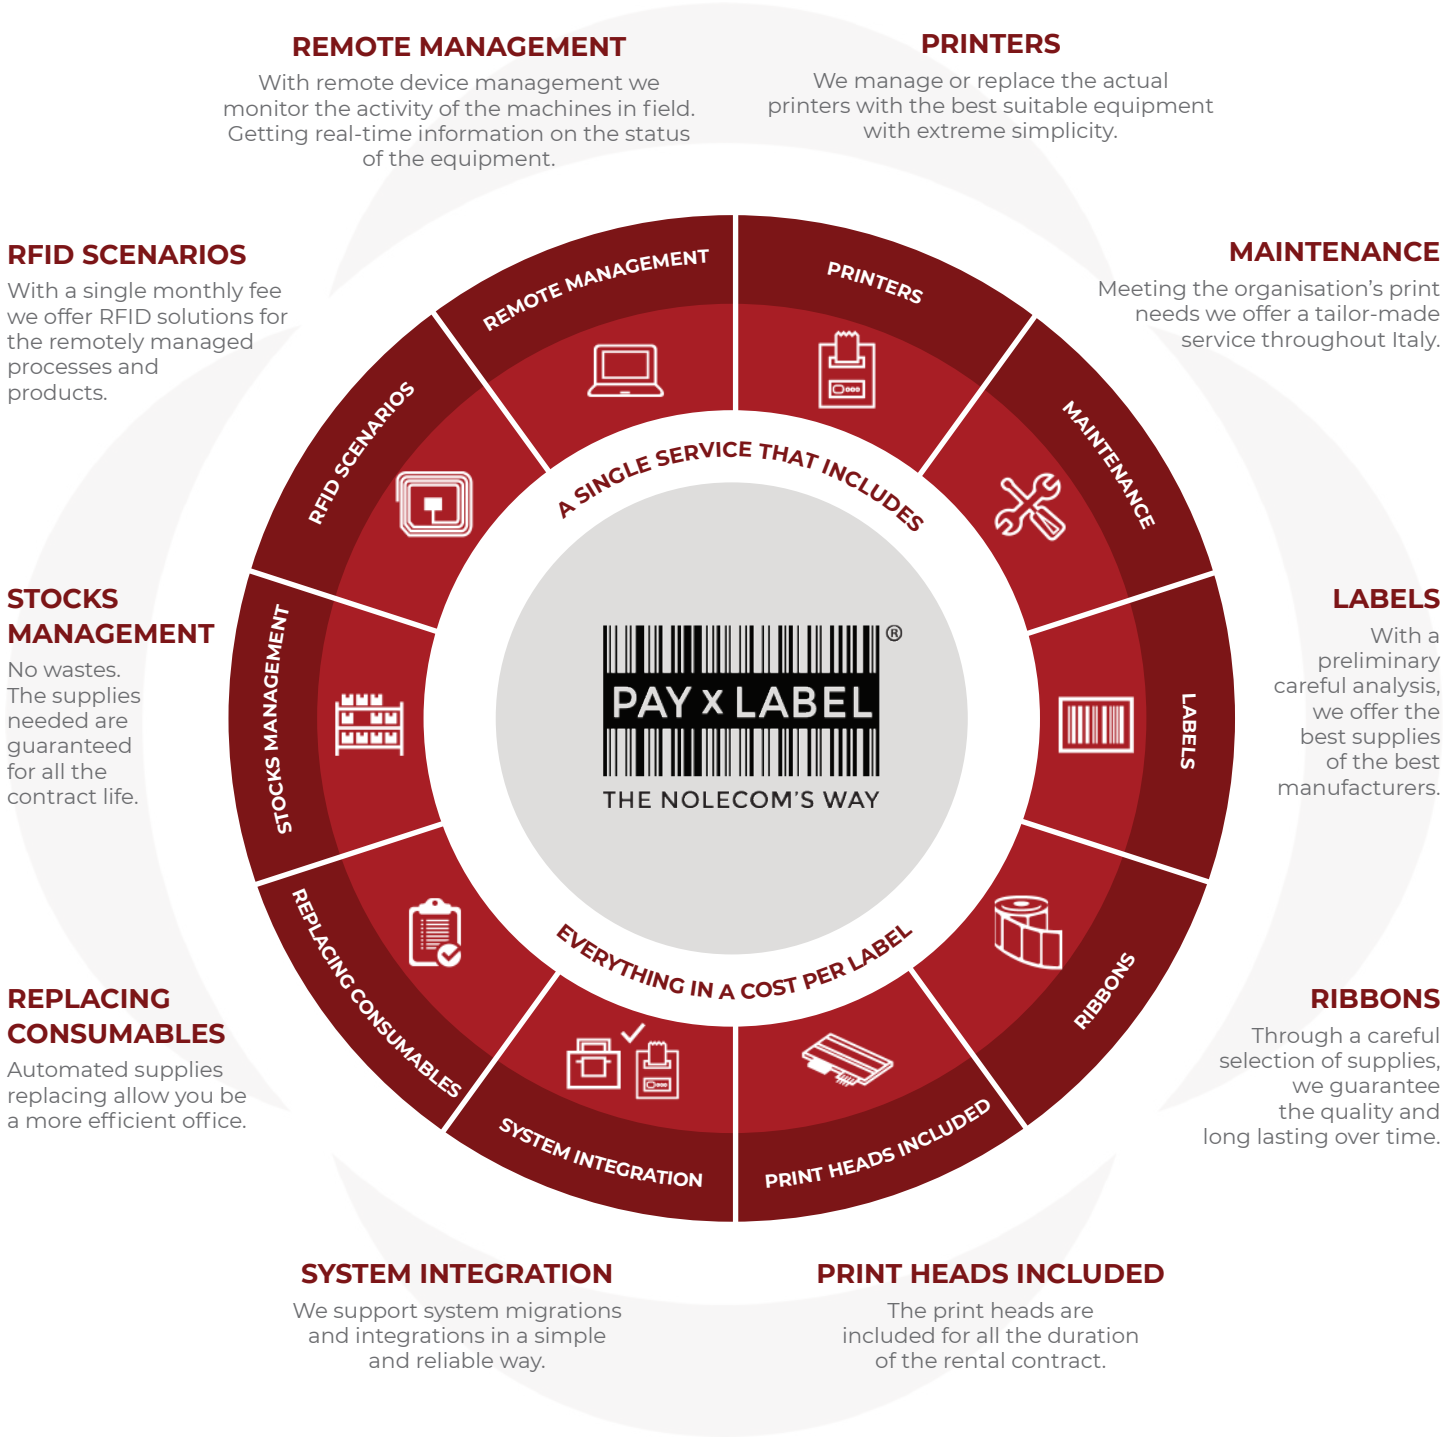 REMOTE MANAGEMENT
With remote device management we
monitor the activity of the machines in field.
Getting real-time information on the status
of the equipment.
PRINTERS
We manage or replace the actual
printers with the best suitable equipment
with extreme simplicity.
RFID SCENARIOS
With a single monthly fee
we offer RFID solutions for
the remotely managed
processes and
products.
MAINTENANCE
Meeting the organisation's print
needs we offer a tailor-made
service throughout Italy.
STOCKS
MANAGEMENT
No wastes.
The supplies
needed are
guaranteed
for all the
contract life.
LABELS
With a
preliminary
careful analysis,
we offer the
best supplies
of the best
manufacturers.
REPLACING
CONSUMABLES
Automated supplies
replacing allow you be
a more efficient office.
RIBBONS
Through a careful
selection of supplies,
we guarantee
the quality and
long lasting over time.
SYSTEM INTEGRATION
We support system migrations
and integrations in a simple
and reliable way.
PRINT HEADS INCLUDED
The print heads are
included for all the duration
of the rental contract.
REMOTE MANAGEMENT
PRINTERS
MAINTENANCE
LABELS
RIBBONS
PRINT HEADS INCLUDED
SYSTEM INTEGRATION
REPLACING CONSUMABLES
STOCKS MANAGEMENT
RFID SCENARIOS
A SINGLE SERVICE THAT INCLUDES
PAY x LABEL ®
THE NOLECOM'S WAY
EVERYTHING IN A COST PER LABEL